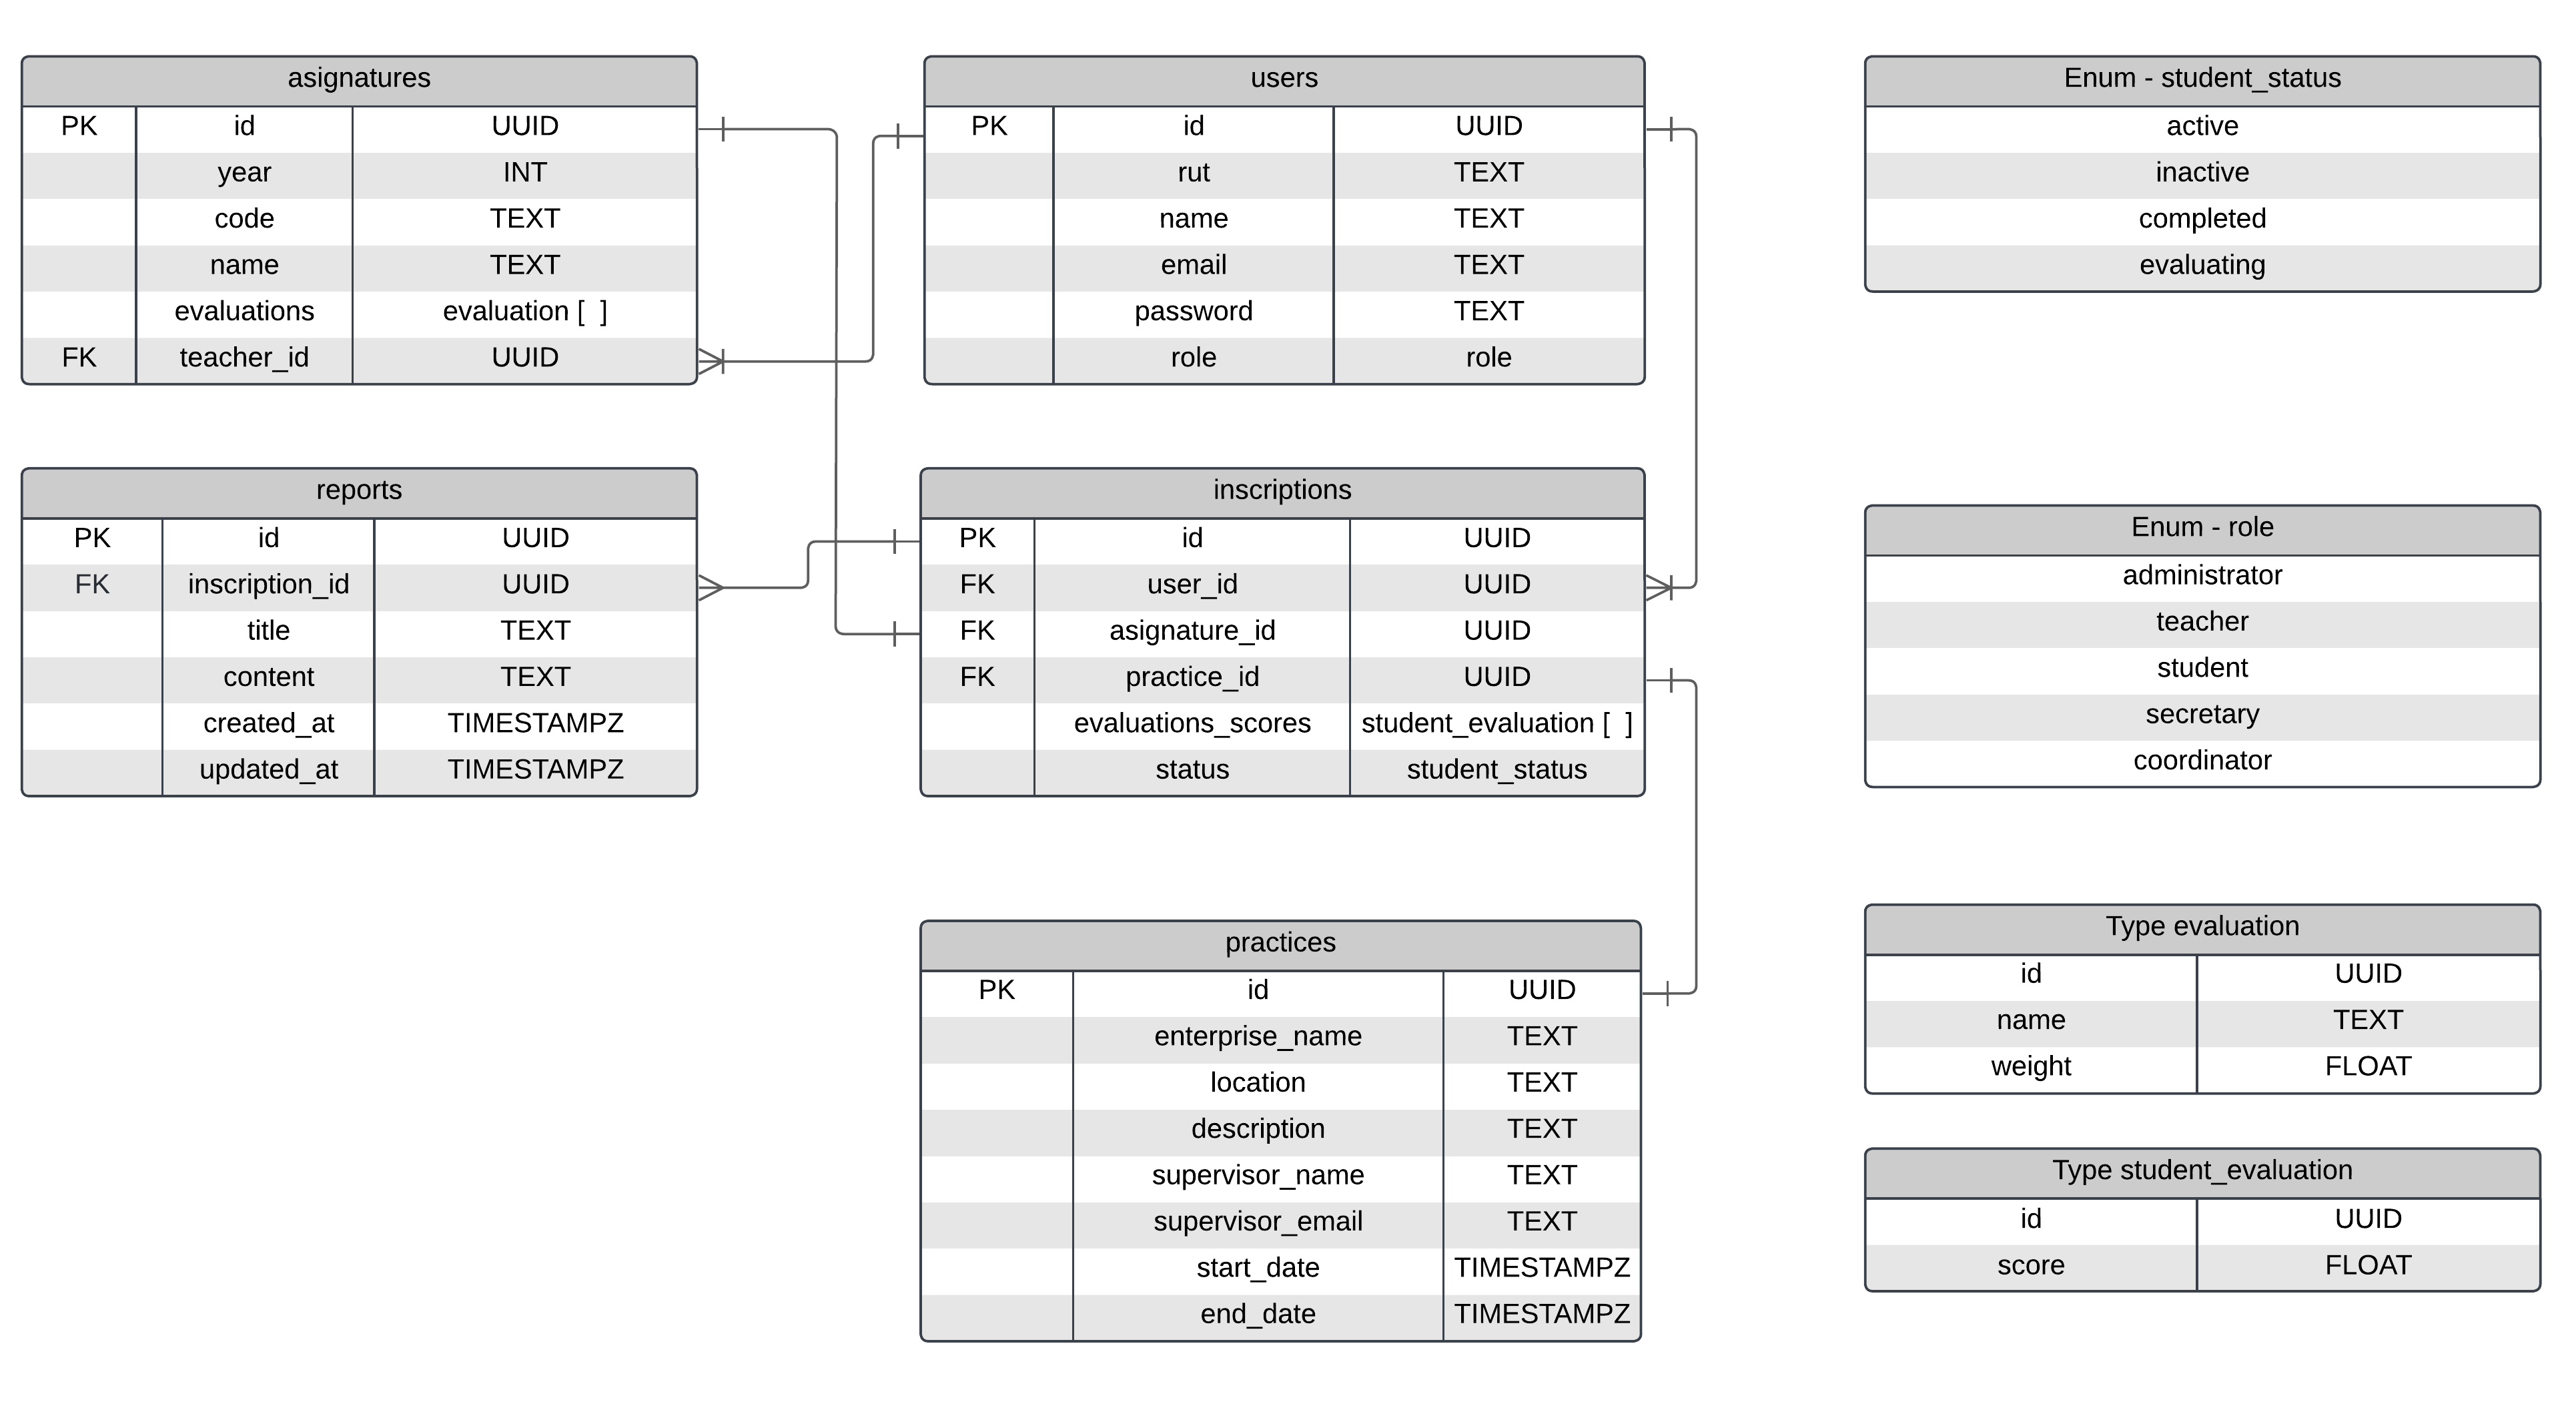 asignatures
PK id UUID
year INT
code TEXT
name TEXT
evaluations evaluation [  ]
FK teacher_id UUID
users
PK id UUID
rut TEXT
name TEXT
email TEXT
password TEXT
role role
Enum - student_status
active
inactive
completed
evaluating
reports
PK id UUID
FK inscription_id UUID
title TEXT
content TEXT
created_at TIMESTAMPZ
updated_at TIMESTAMPZ
inscriptions
PK id UUID
FK user_id UUID
FK asignature_id UUID
FK practice_id UUID
evaluations_scores student_evaluation [  ]
status student_status
Enum - role
administrator
teacher
student
secretary
coordinator
practices
PK id UUID
enterprise_name TEXT
location TEXT
description TEXT
supervisor_name TEXT
supervisor_email TEXT
start_date TIMESTAMPZ
end_date TIMESTAMPZ
Type evaluation
id UUID
name TEXT
weight FLOAT
Type student_evaluation
id UUID
score FLOAT